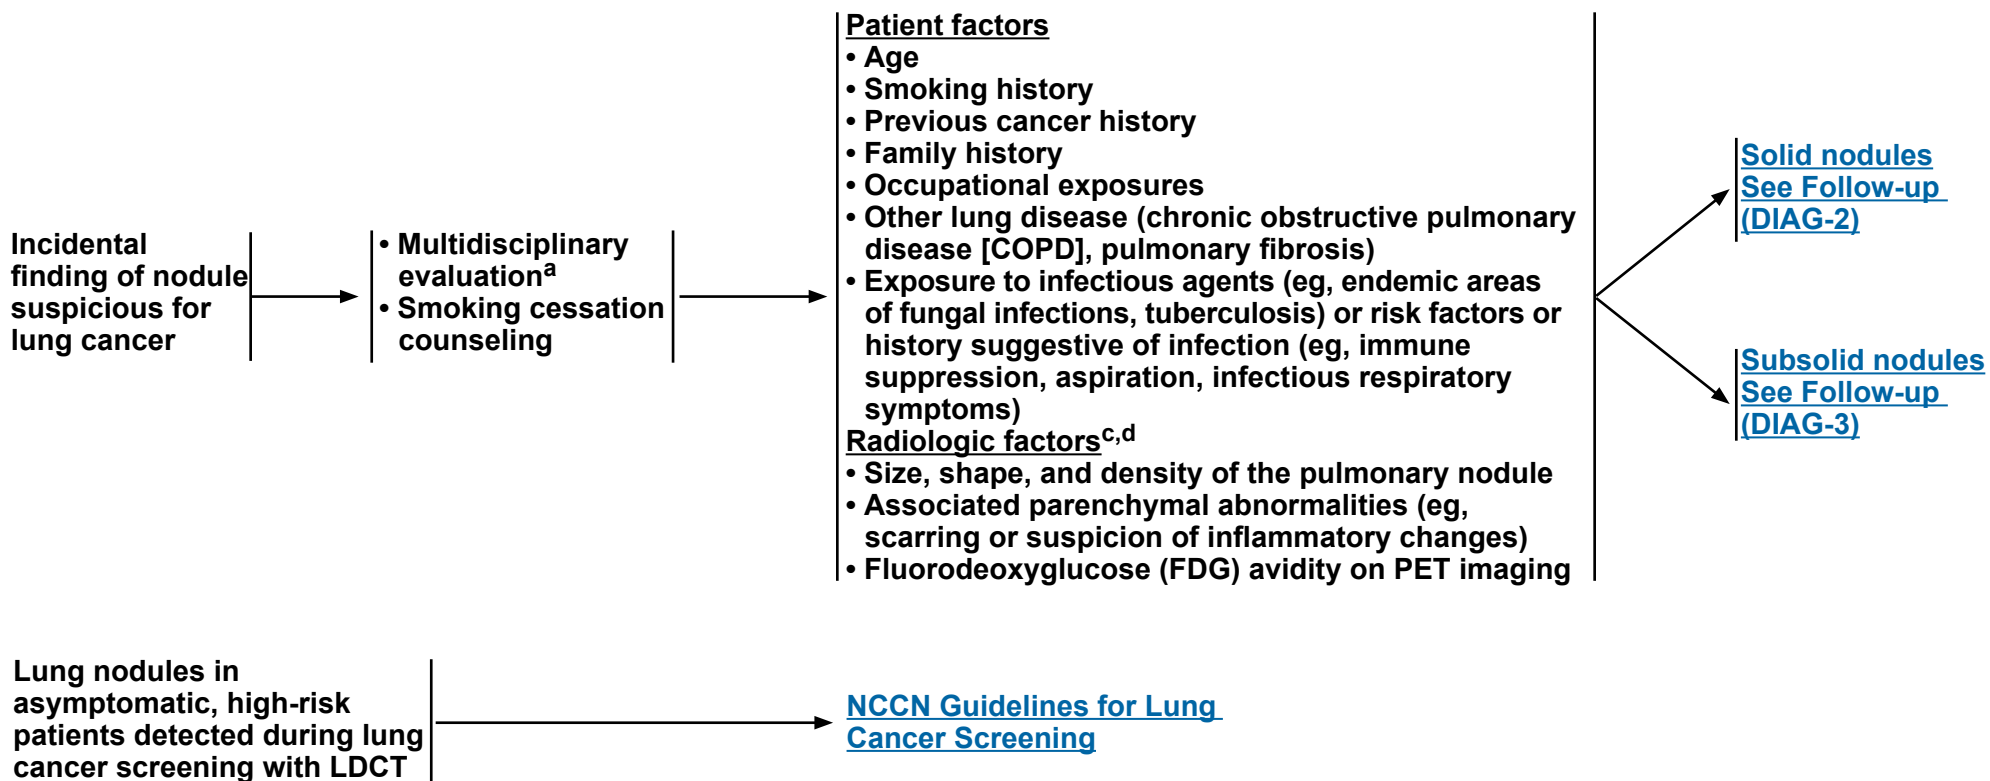 Incidental
finding of nodule
suspicious for
lung cancer
• Multidisciplinary
evaluationa
• Smoking cessation
counseling
Patient factors
• Age
• Smoking history
• Previous cancer history
• Family history
• Occupational exposures
• Other lung disease (chronic obstructive pulmonary
disease [COPD], pulmonary fibrosis)
• Exposure to infectious agents (eg, endemic areas
of fungal infections, tuberculosis) or risk factors or
history suggestive of infection (eg, immune
suppression, aspiration, infectious respiratory
symptoms)
Radiologic factorsc,d
• Size, shape, and density of the pulmonary nodule
• Associated parenchymal abnormalities (eg,
scarring or suspicion of inflammatory changes)
• Fluorodeoxyglucose (FDG) avidity on PET imaging
Solid nodules
See Follow-up
(DIAG-2)
Subsolid nodules
See Follow-up
(DIAG-3)
Lung nodules in
asymptomatic, high-risk
patients detected during lung
cancer screening with LDCT
NCCN Guidelines for Lung
Cancer Screening